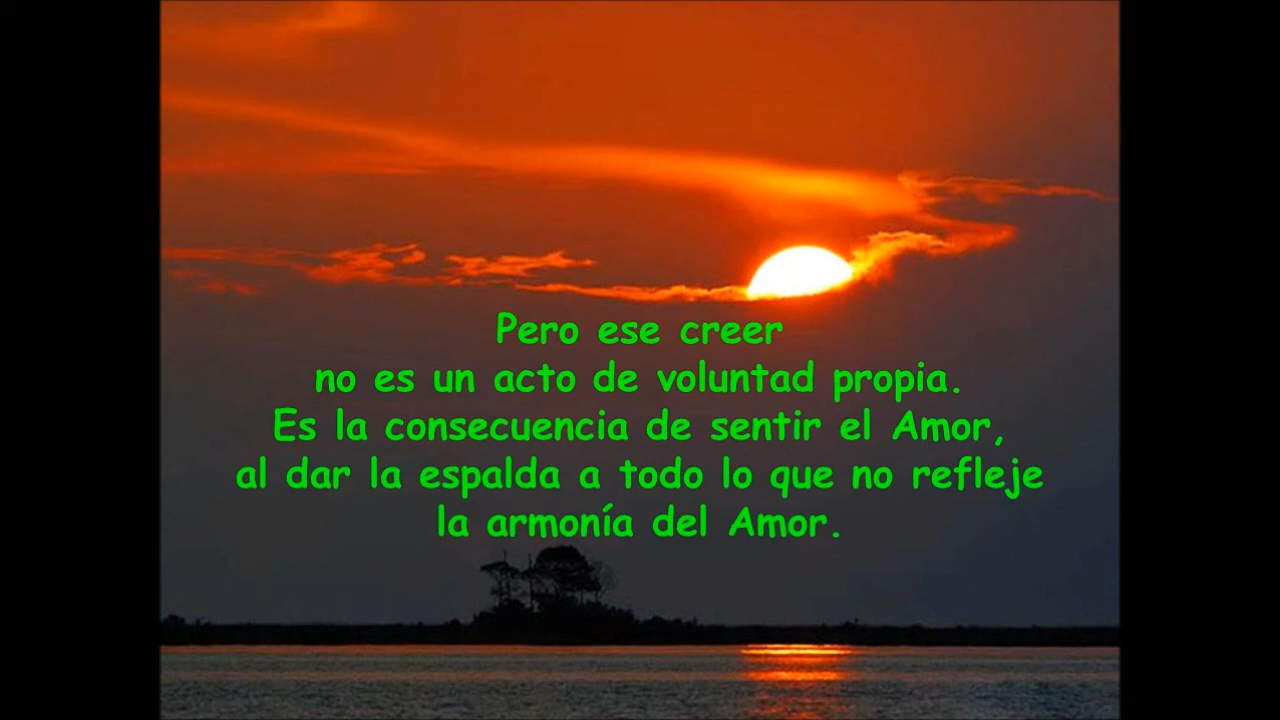 Pero ese creer
no es un acto de voluntad propia.
Es la consecuencia de sentir el Amor,
al dar la espalda a todo lo que no refleje
la armonía del Amor.